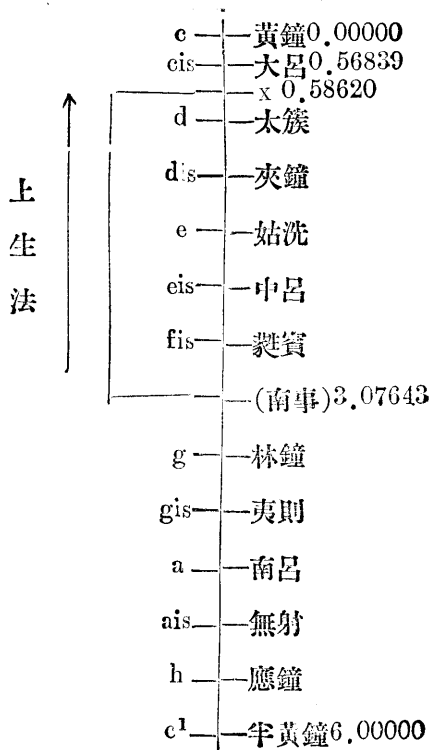 c 黃鐘0.00000
cis 大呂0.56839
x 0.58620
d 太簇
dis 夾鐘
e 姑洗
eis 中呂
fis 蕤賓
(南事)3.07643
g 林鐘
gis 夷則
a 南呂
ais 無射
h 應鐘
c¹ 半黃鐘6.00000
上生法